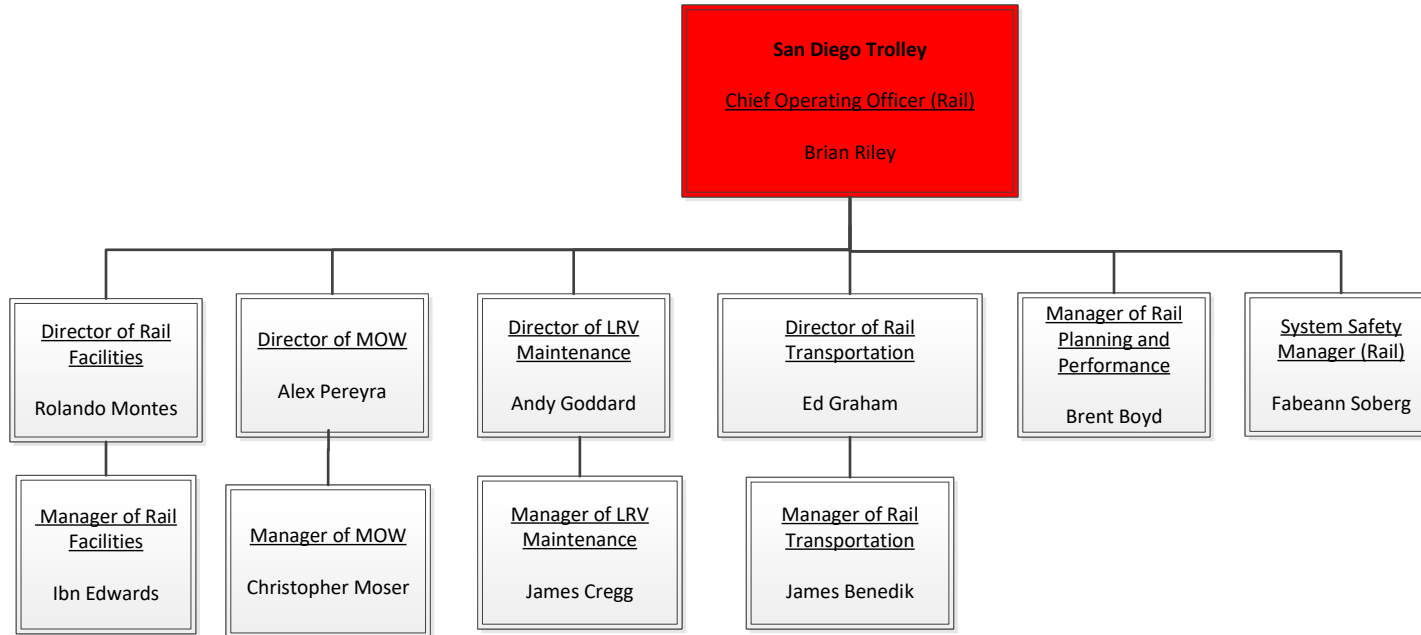 San Diego Trolley
Chief Operating Officer (Rail)
Brian Riley
Director of Rail
Facilities
Rolando Montes
Director of MOW
Alex Pereyra
Director of LRV
Maintenance
Andy Goddard
Director of Rail
Transportation
Ed Graham
Manager of Rail
Planning and
Performance
Brent Boyd
System Safety
Manager (Rail)
Fabeann Soberg
Manager of Rail
Facilities
Ibn Edwards
Manager of MOW
Christopher Moser
Manager of LRV
Maintenance
James Cregg
Manager of Rail
Transportation
James Benedik